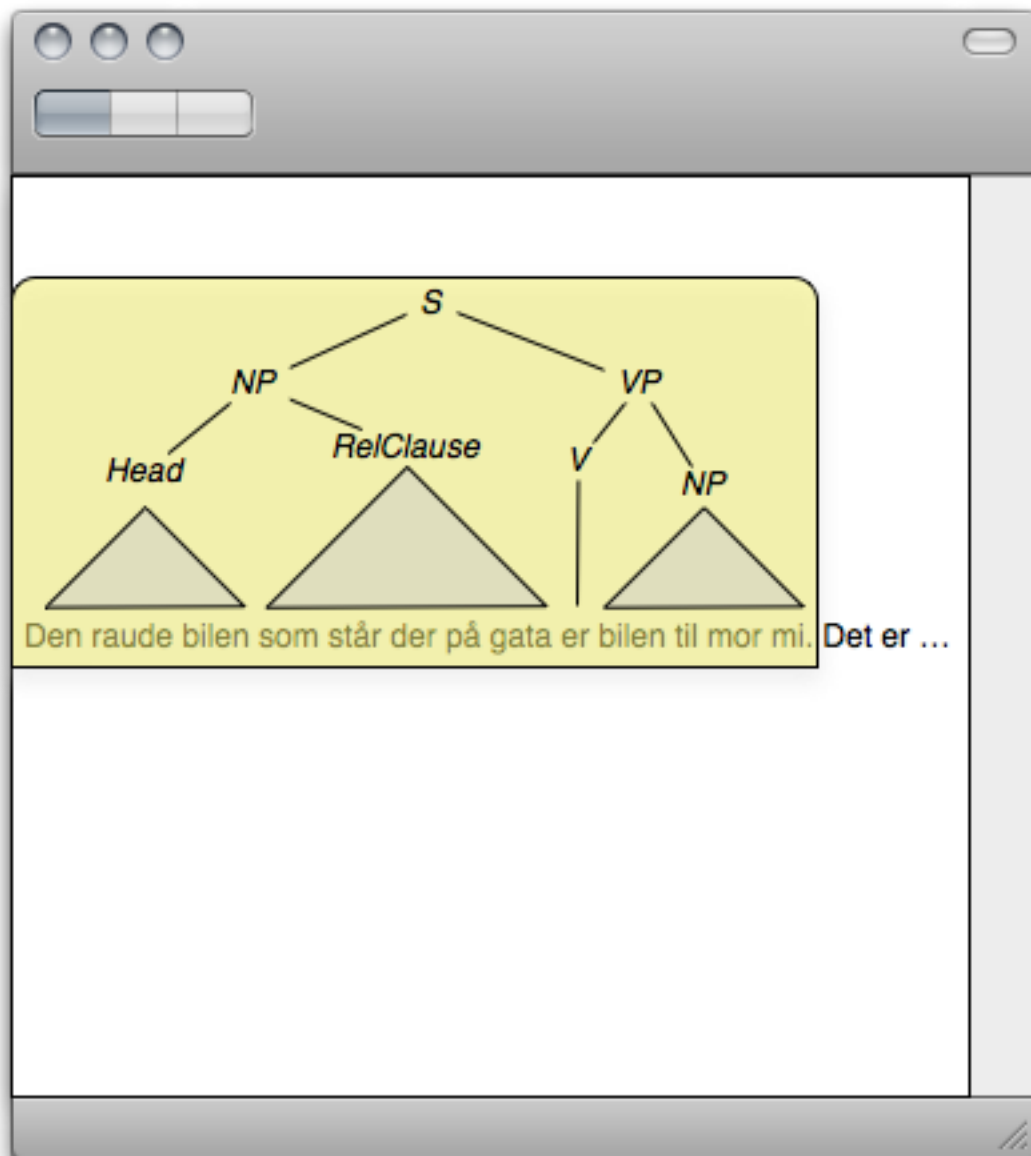 S
NP VP
RelClause
V
Head
NP
Den raude bilen som står der på gata er bilen til mor mi. Det er …